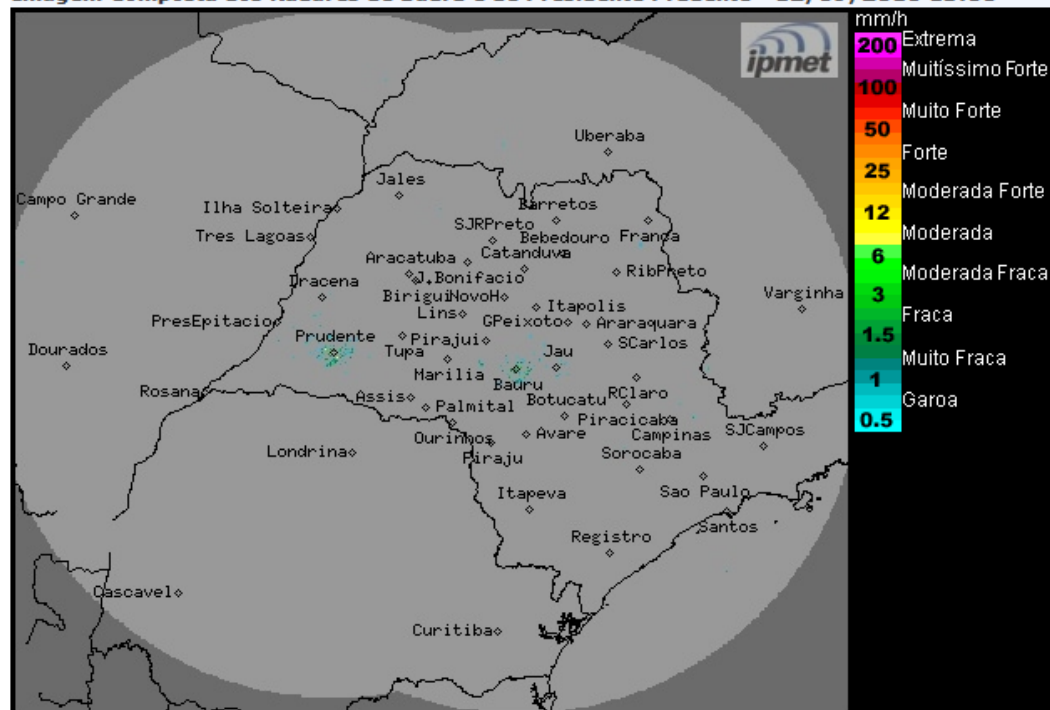 mm/h
200 Extrema
Muitíssimo Forte
100
Muito Forte
50
Forte
25
Moderada Forte
12
Moderada
6
Moderada Fraca
3
Fraca
1.5
Muito Fraca
1
Garoa
0.5
ipmet
Uberaba
Jales
Campo Grande
Ilha Solteira
Barretos
SJRPreto
Tres Lagoas
Bebedouro Franca
Aracatuba
Catanduva
J.Bonifacio
RibPreto
Dracena
Birigui
NovoH
Varginha
Lins
Itapolis
PresEpitacio
GPeixoto
Araraquara
Prudente
Pirajui
Dourados
Tupa
Jau
SCarlos
Marilia
Bauru
Rosana
Assis
Botucatu
RClaro
Palmital
Piracicaba
Ourinhos
Avare
Campinas
SJCampos
Londrina
Piraju
Sorocaba
Itapeva
Sao Paulo
Santos
Registro
Cascavel
Curitiba